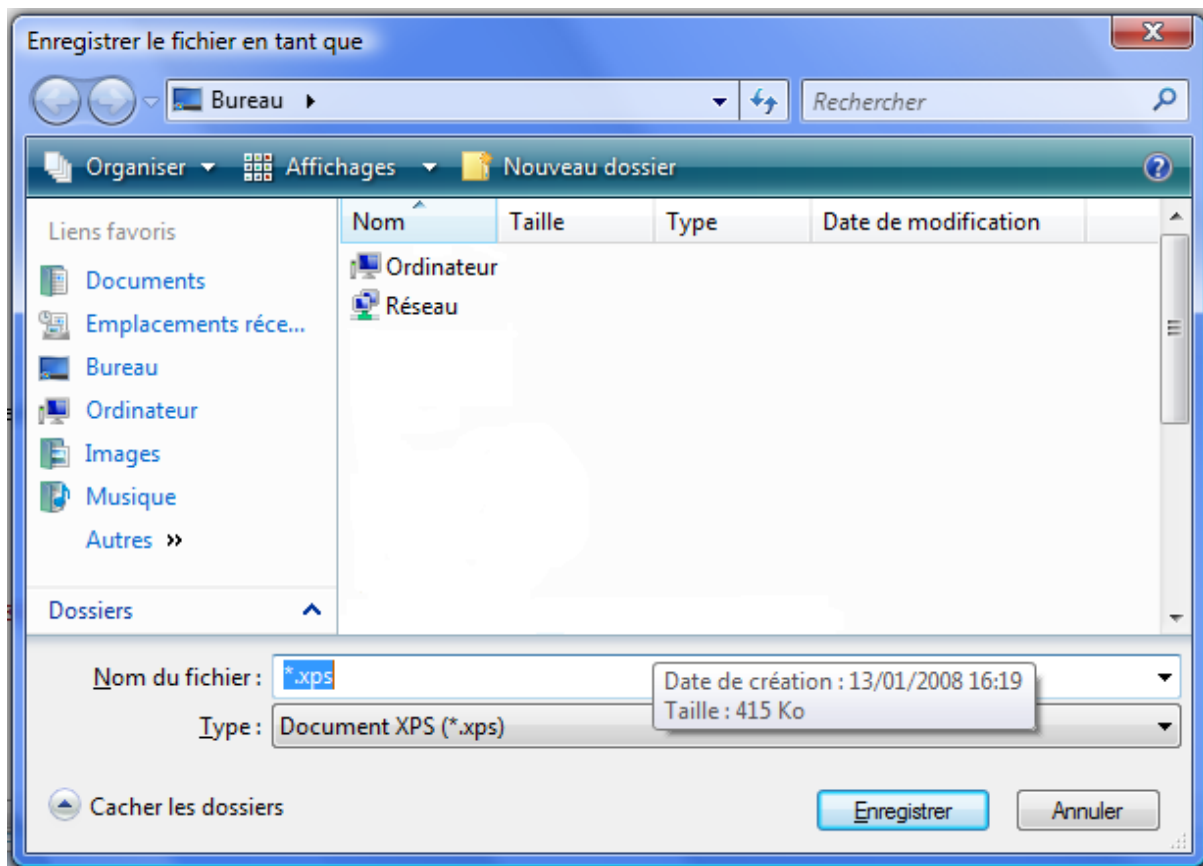 Enregistrer le fichier en tant que
Bureau
Rechercher
Organiser Affichages Nouveau dossier
Liens favoris
Documents
Emplacements réce...
Bureau
Ordinateur
Images
Musique
Autres »
Dossiers
Nom Taille Type Date de modification
Ordinateur
Réseau
Nom du fichier : *.xps
Date de création : 13/01/2008 16:19
Taille : 415 Ko
Type : Document XPS (*.xps)
Cacher les dossiers
Enregistrer Annuler